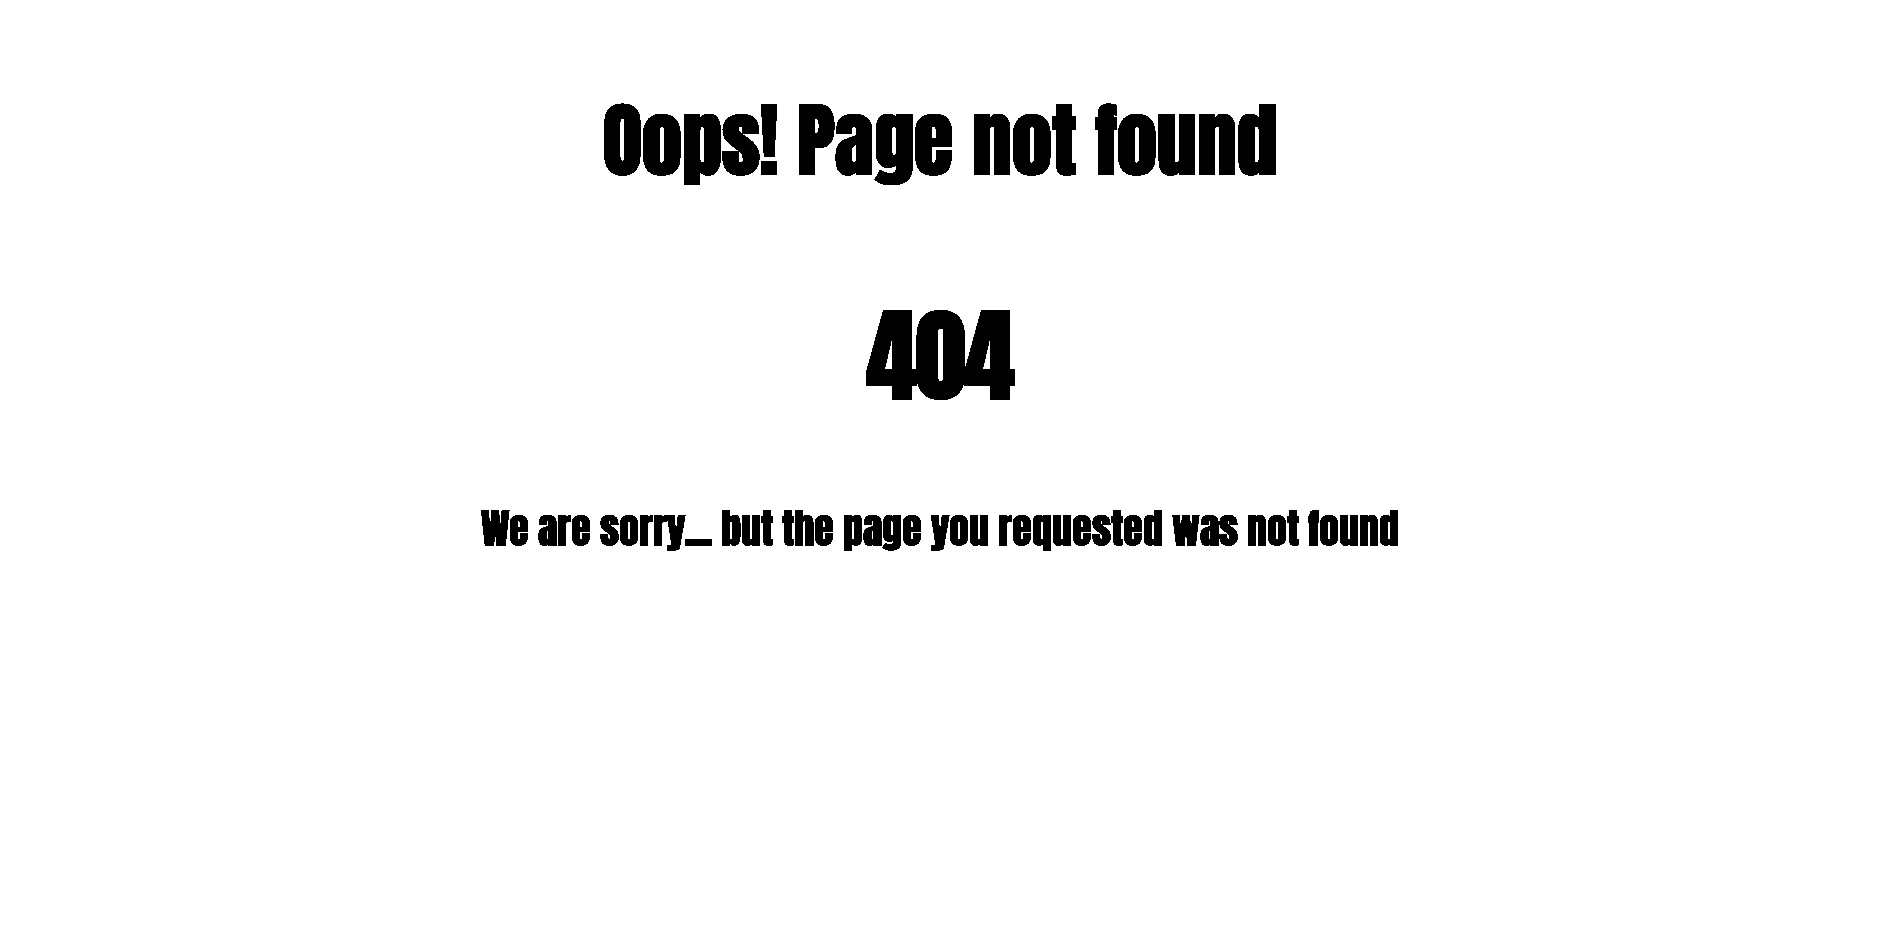 Oops! Page not found
404
We are sorry... but the page you requested was not found